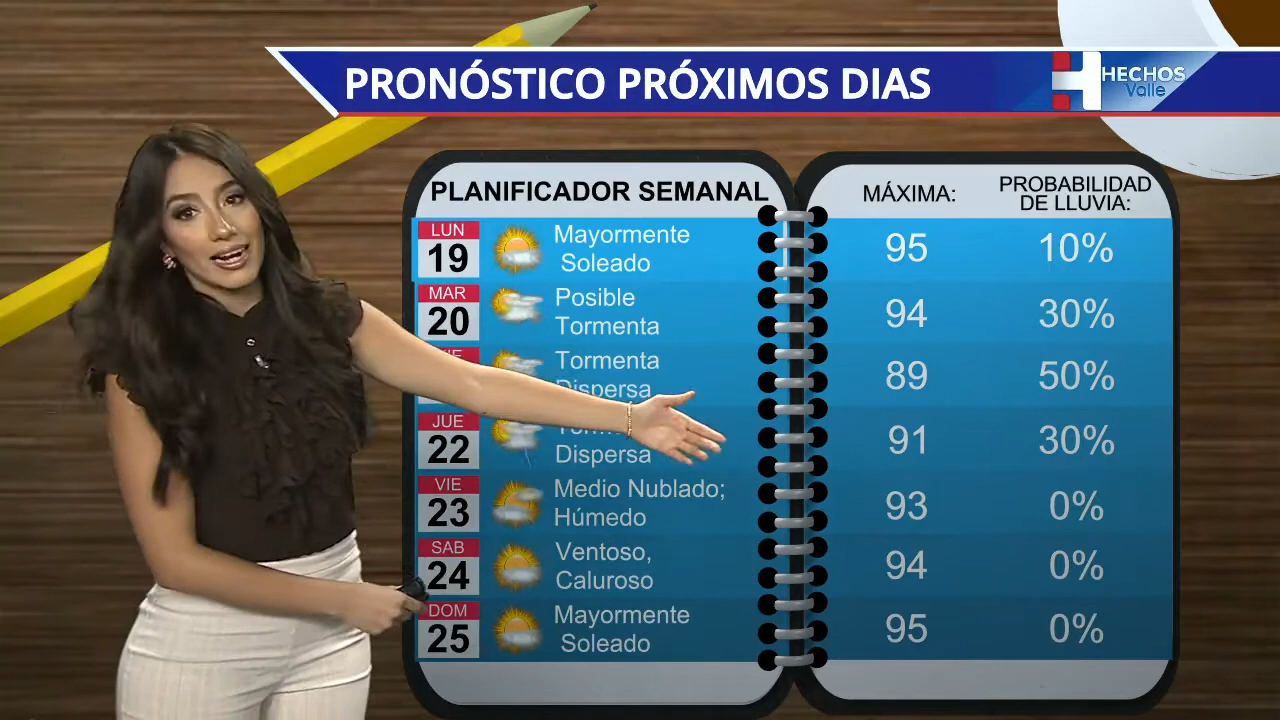 PRONÓSTICO PRÓXIMOS DIAS
HECHOS
Valle
PLANIFICADOR SEMANAL
MÁXIMA:
PROBABILIDAD
DE LLUVIA:
LUN
19
Mayormente
Soleado
95
10%
MAR
20
Posible
Tormenta
94
30%
Tormenta
Dispersa
89
50%
JUE
22
Dispersa
91
30%
VIE
23
Medio Nublado;
Húmedo
93
0%
SAB
24
Ventoso,
Caluroso
94
0%
DOM
25
Mayormente
Soleado
95
0%